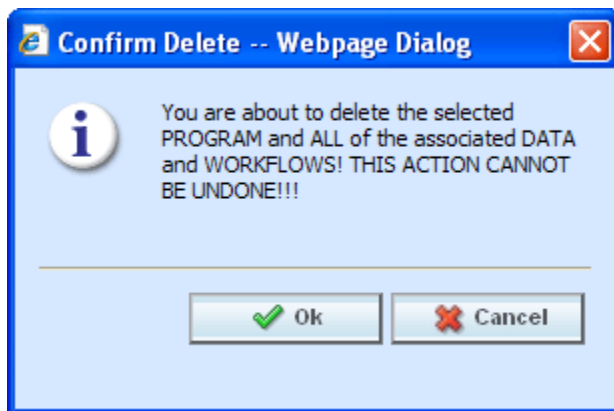 Confirm Delete -- Webpage Dialog
You are about to delete the selected
PROGRAM and ALL of the associated DATA
and WORKFLOWS! THIS ACTION CANNOT
BE UNDONE!!!
Ok
Cancel